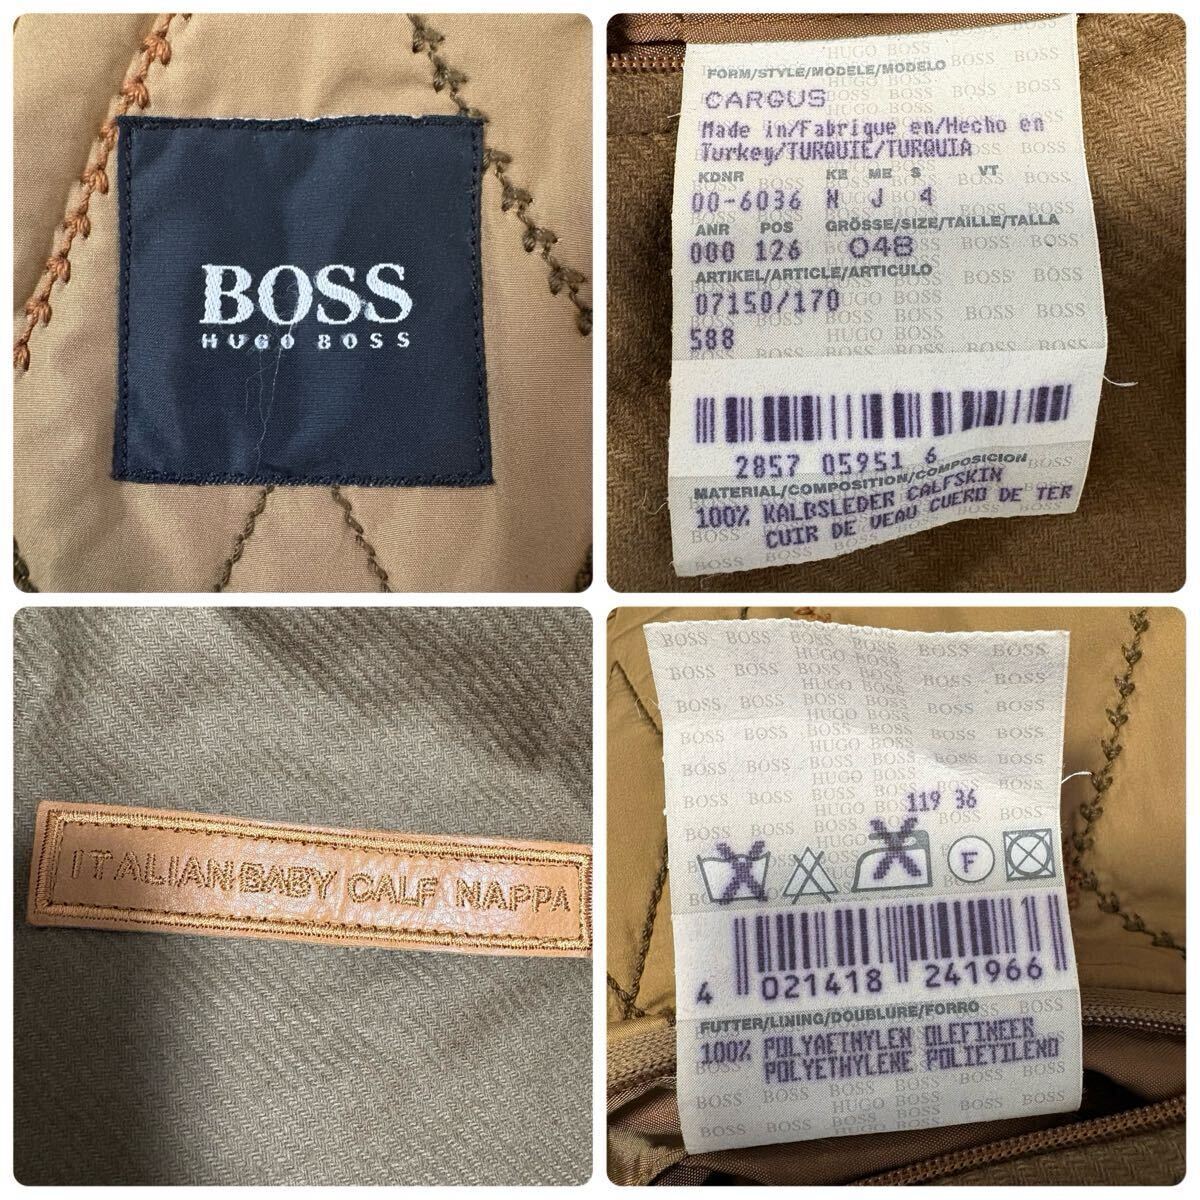 BOSS
HUGO BOSS
FORM/STYLE/MODELE/MODELO
CARGUS
Made in/Fabrique en/Hecho en
Turkey/TURQUIE/TURQUIA
KDNR KE ME S VT
00-6036 N J 4
ANR POS GRÖSSE/SIZE/TAILLE/TALLA
000 126 048
ARTIKEL/ARTICLE/ARTICULO
07150/170
588
2857 05951 6
MATERIAL/COMPOSITION/COMPOSICION
100% KALBSLEDER CALFSKIN
CUIR DE VEAU CUERO DE TER
ITALIAN BABY CALF NAPPA
119 36
F
4 021418 241966
FUTTER/LINING/DOUBLURE/FORRO
100% POLYAETHYLEN OLEFINEER
POLYETHYLENE POLIETILENO